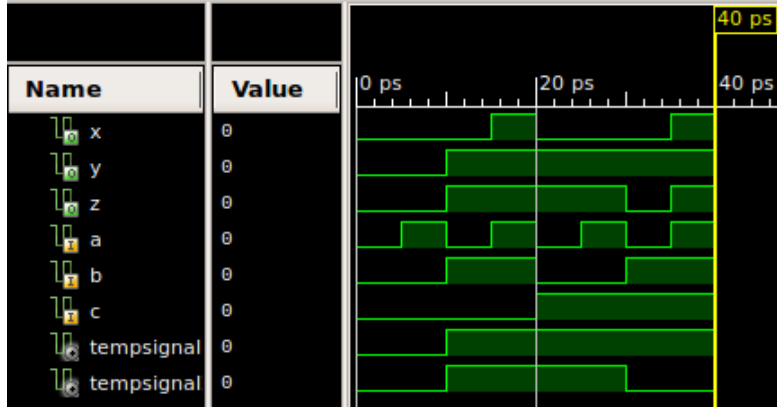 40 ps
Name Value 0 ps 20 ps 40 ps
x 0
y 0
z 0
a 0
b 0
c 0
tempsignal 0
tempsignal 0